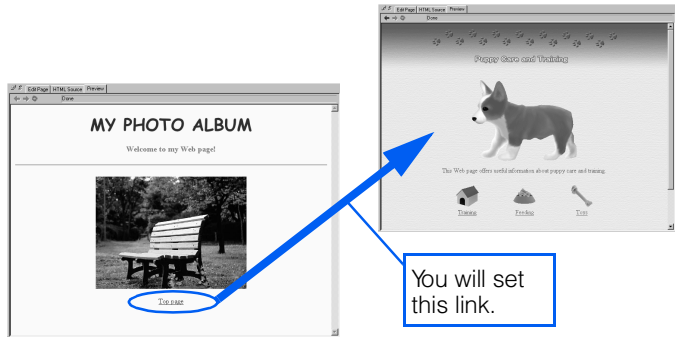 Edit Page HTML Source Preview
Done
MY PHOTO ALBUM
Welcome to my Web page!
Top page
Edit Page HTML Source Preview
Done
Puppy Care and Training
This Web page offers useful information about puppy care and training.
Training Feeding Toys
You will set
this link.